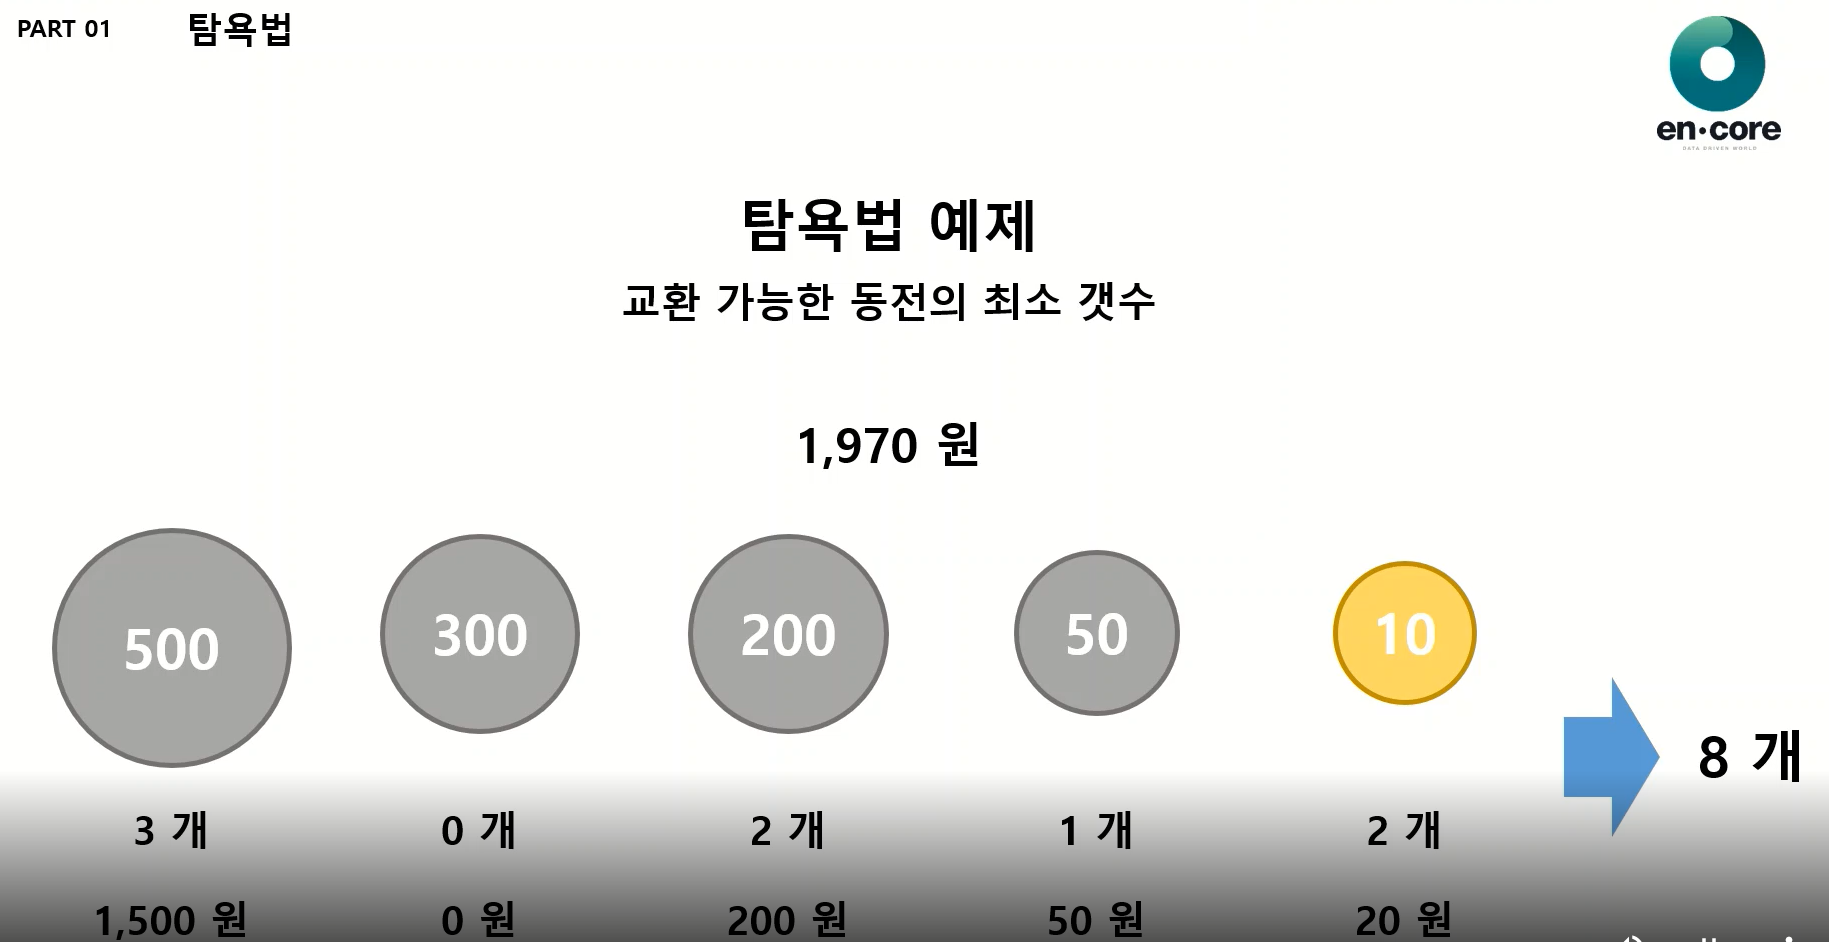 PART 01 탐욕법
en·core
DATA DRIVEN WORLD
탐욕법 예제
교환 가능한 동전의 최소 갯수
1,970 원
500 300 200 50 10
8 개
3 개 0 개 2 개 1 개 2 개
1,500 원 0 원 200 원 50 원 20 원